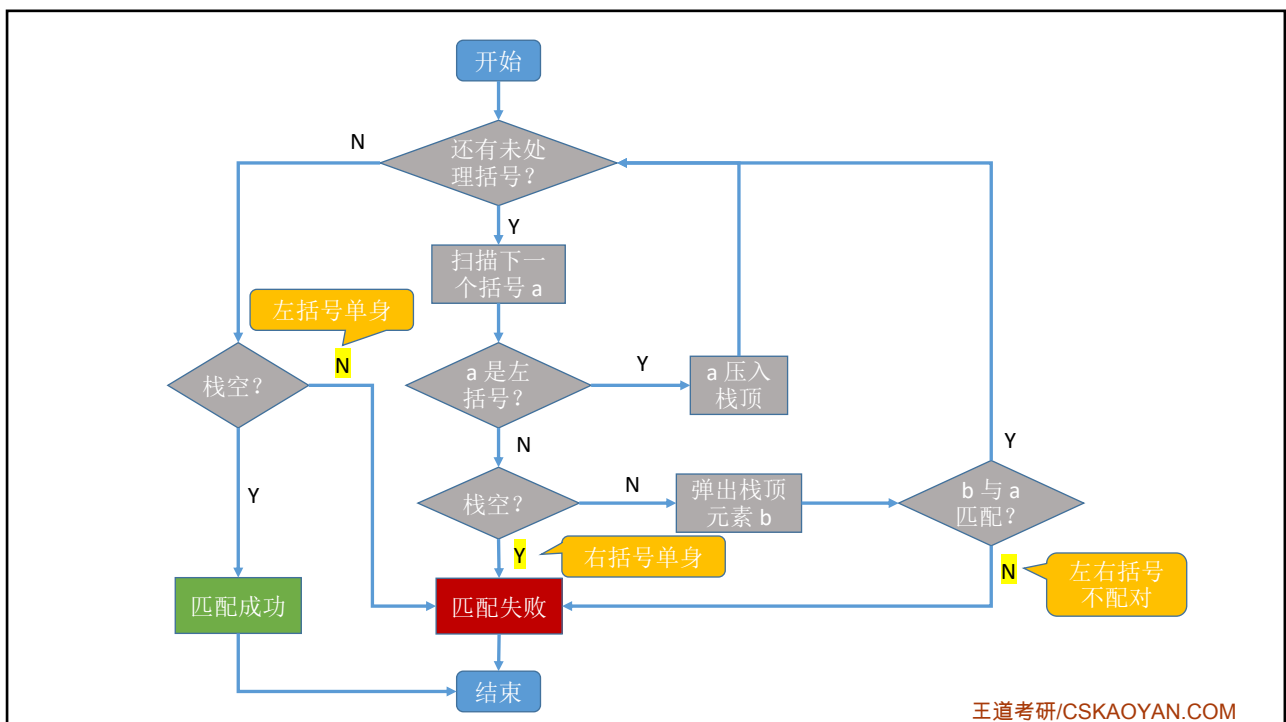 开始
N
还有未处
理括号？
Y
扫描下一
个括号 a
左括号单身
N
栈空？
a 是左
括号？
Y
a 压入
栈顶
N
Y
Y
栈空？
N
弹出栈顶
元素 b
b 与 a
匹配？
Y
右括号单身
N
左右括号
不配对
匹配成功
匹配失败
结束
王道考研/CSKAOYAN.COM